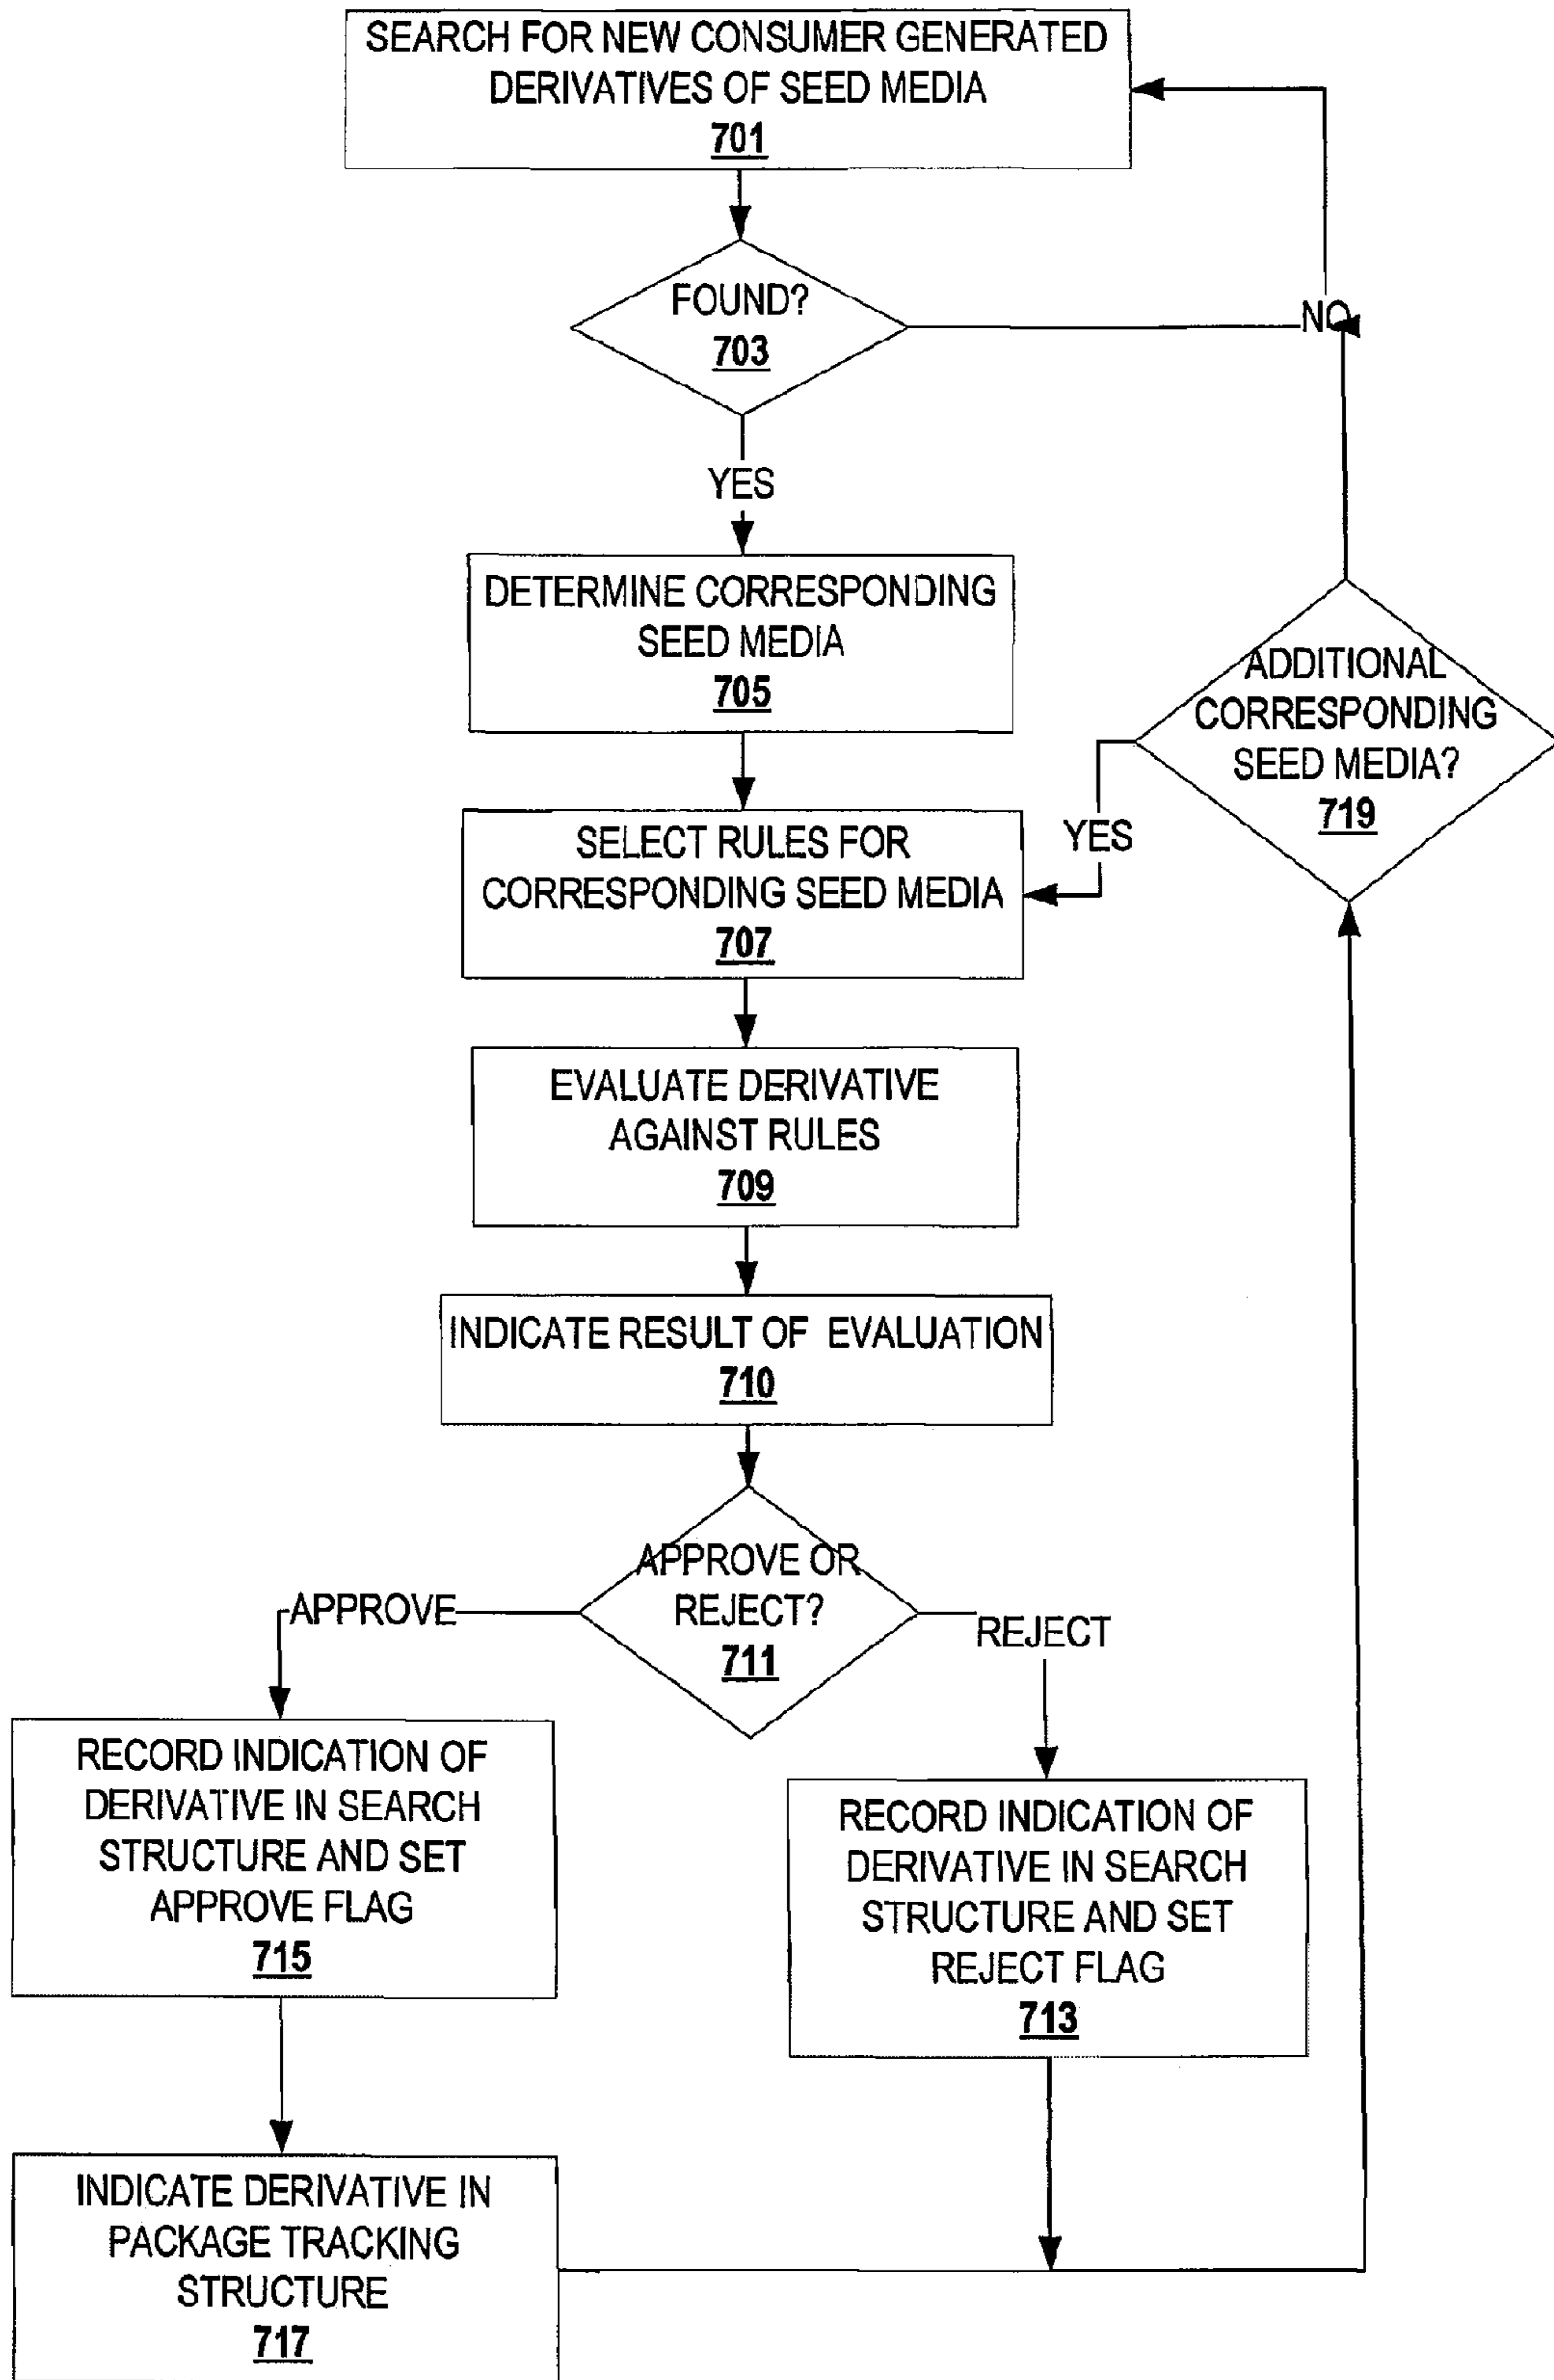 SEARCH FOR NEW CONSUMER GENERATED
DERIVATIVES OF SEED MEDIA
701
FOUND?
703
NO
YES
DETERMINE CORRESPONDING
SEED MEDIA
705
ADDITIONAL
CORRESPONDING
SEED MEDIA?
719
YES
SELECT RULES FOR
CORRESPONDING SEED MEDIA
707
EVALUATE DERIVATIVE
AGAINST RULES
709
INDICATE RESULT OF EVALUATION
710
APPROVE OR
REJECT?
711
APPROVE
REJECT
RECORD INDICATION OF
DERIVATIVE IN SEARCH
STRUCTURE AND SET
APPROVE FLAG
715
RECORD INDICATION OF
DERIVATIVE IN SEARCH
STRUCTURE AND SET
REJECT FLAG
713
INDICATE DERIVATIVE IN
PACKAGE TRACKING
STRUCTURE
717